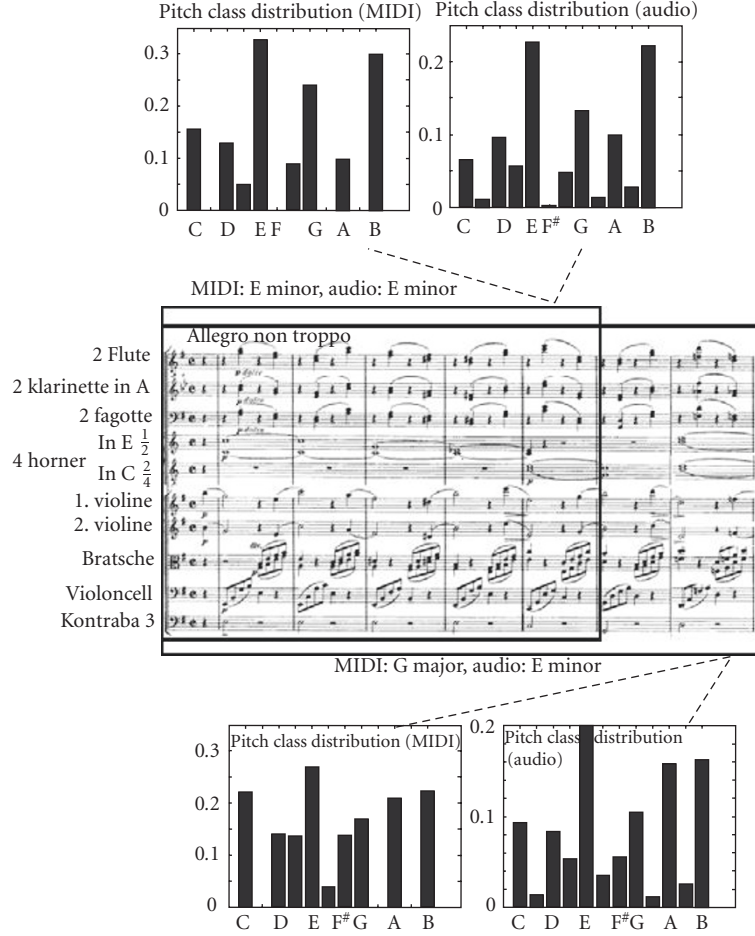 Pitch class distribution (MIDI)
0.3
0.2
0.1
0
C D E F G A B
Pitch class distribution (audio)
0.2
0.1
0
C D E F# G A B
MIDI: E minor, audio: E minor
Allegro non troppo
2 Flute
2 klarinette in A
2 fagotte
In E 1/2
4 horner
In C 2/4
1. violine
2. violine
Bratsche
Violoncell
Kontraba 3
p dolce
p dolce
p dolce
MIDI: G major, audio: E minor
Pitch class distribution (MIDI)
0.3
0.2
0.1
0
C D E F# G A B
Pitch class distribution
(audio)
0.2
0.1
0
C D E F# G A B